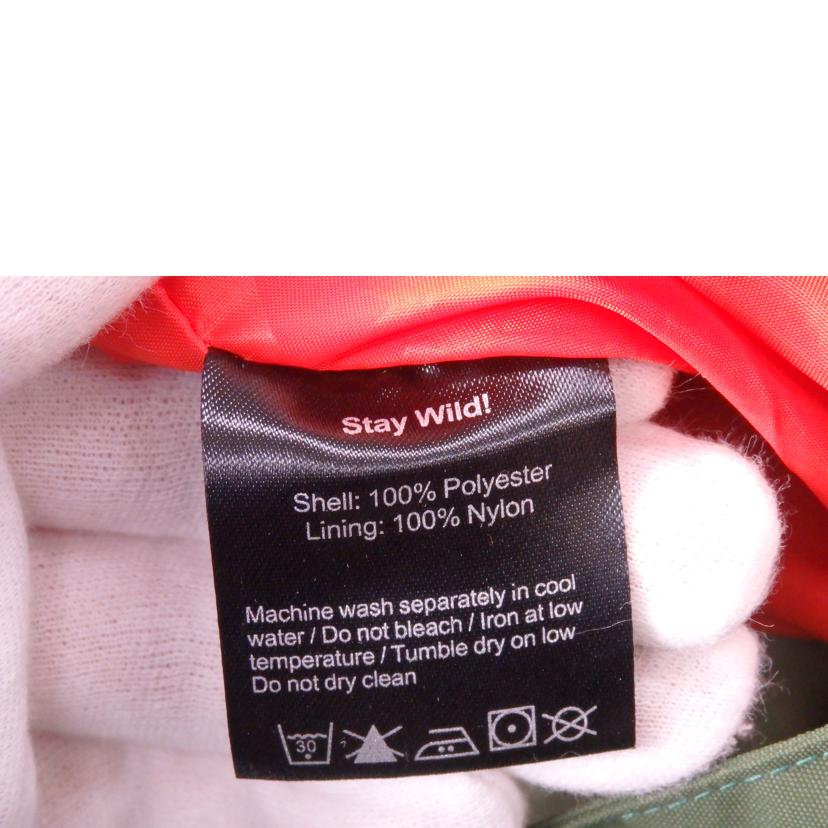 Stay Wild!
Shell: 100% Polyester
Lining: 100% Nylon
Machine wash separately in cool
water / Do not bleach / Iron at low
temperature / Tumble dry on low
Do not dry clean
30